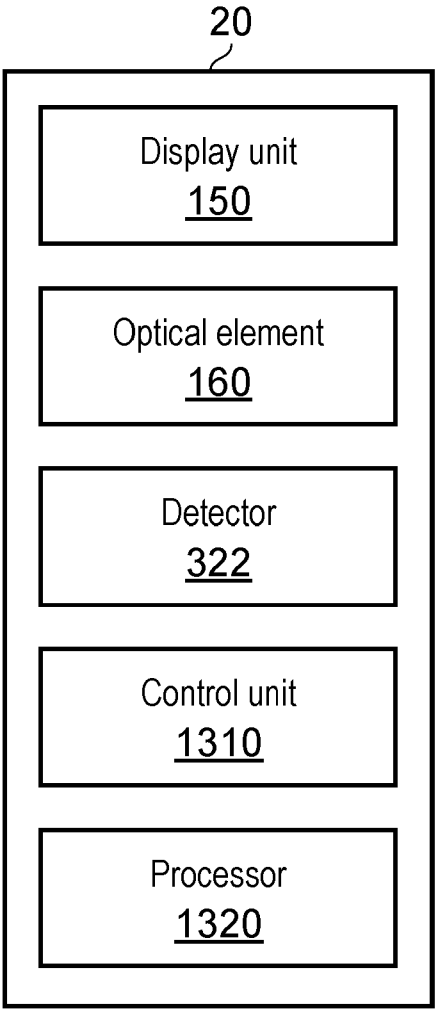 20
Display unit
150
Optical element
160
Detector
322
Control unit
1310
Processor
1320